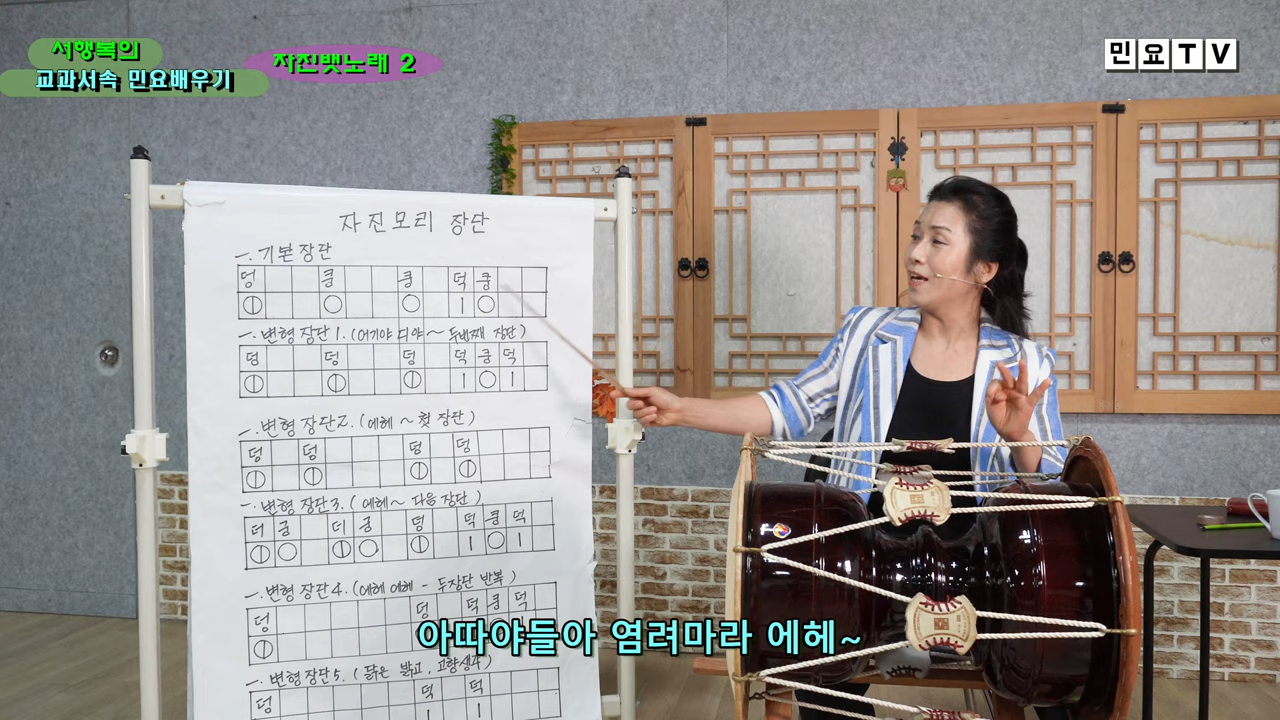 서행복의
교과서속 민요배우기
자진뱃노래 2
민요TV
자진모리 장단
一. 기본장단
덩 쿵 쿵 덕 쿵
一. 변형장단1. (어기야 디야~ 두번째 장단)
덩 덩 덩 덕 쿵 덕
一. 변형장단2. (에헤~ 첫 장단)
덩 덩 덩 덩
一. 변형장단3. (에헤~ 다음 장단)
더 궁 더 궁 덩 덕 쿵 덕
一. 변형장단4. (에헤 에헤 - 두장단 반복)
덩 덕 덕 쿵 덕
一. 변형장단5. (닭은 밝고, 고향생각)
덩 덕 덕
아따야들아 염려마라 에헤~